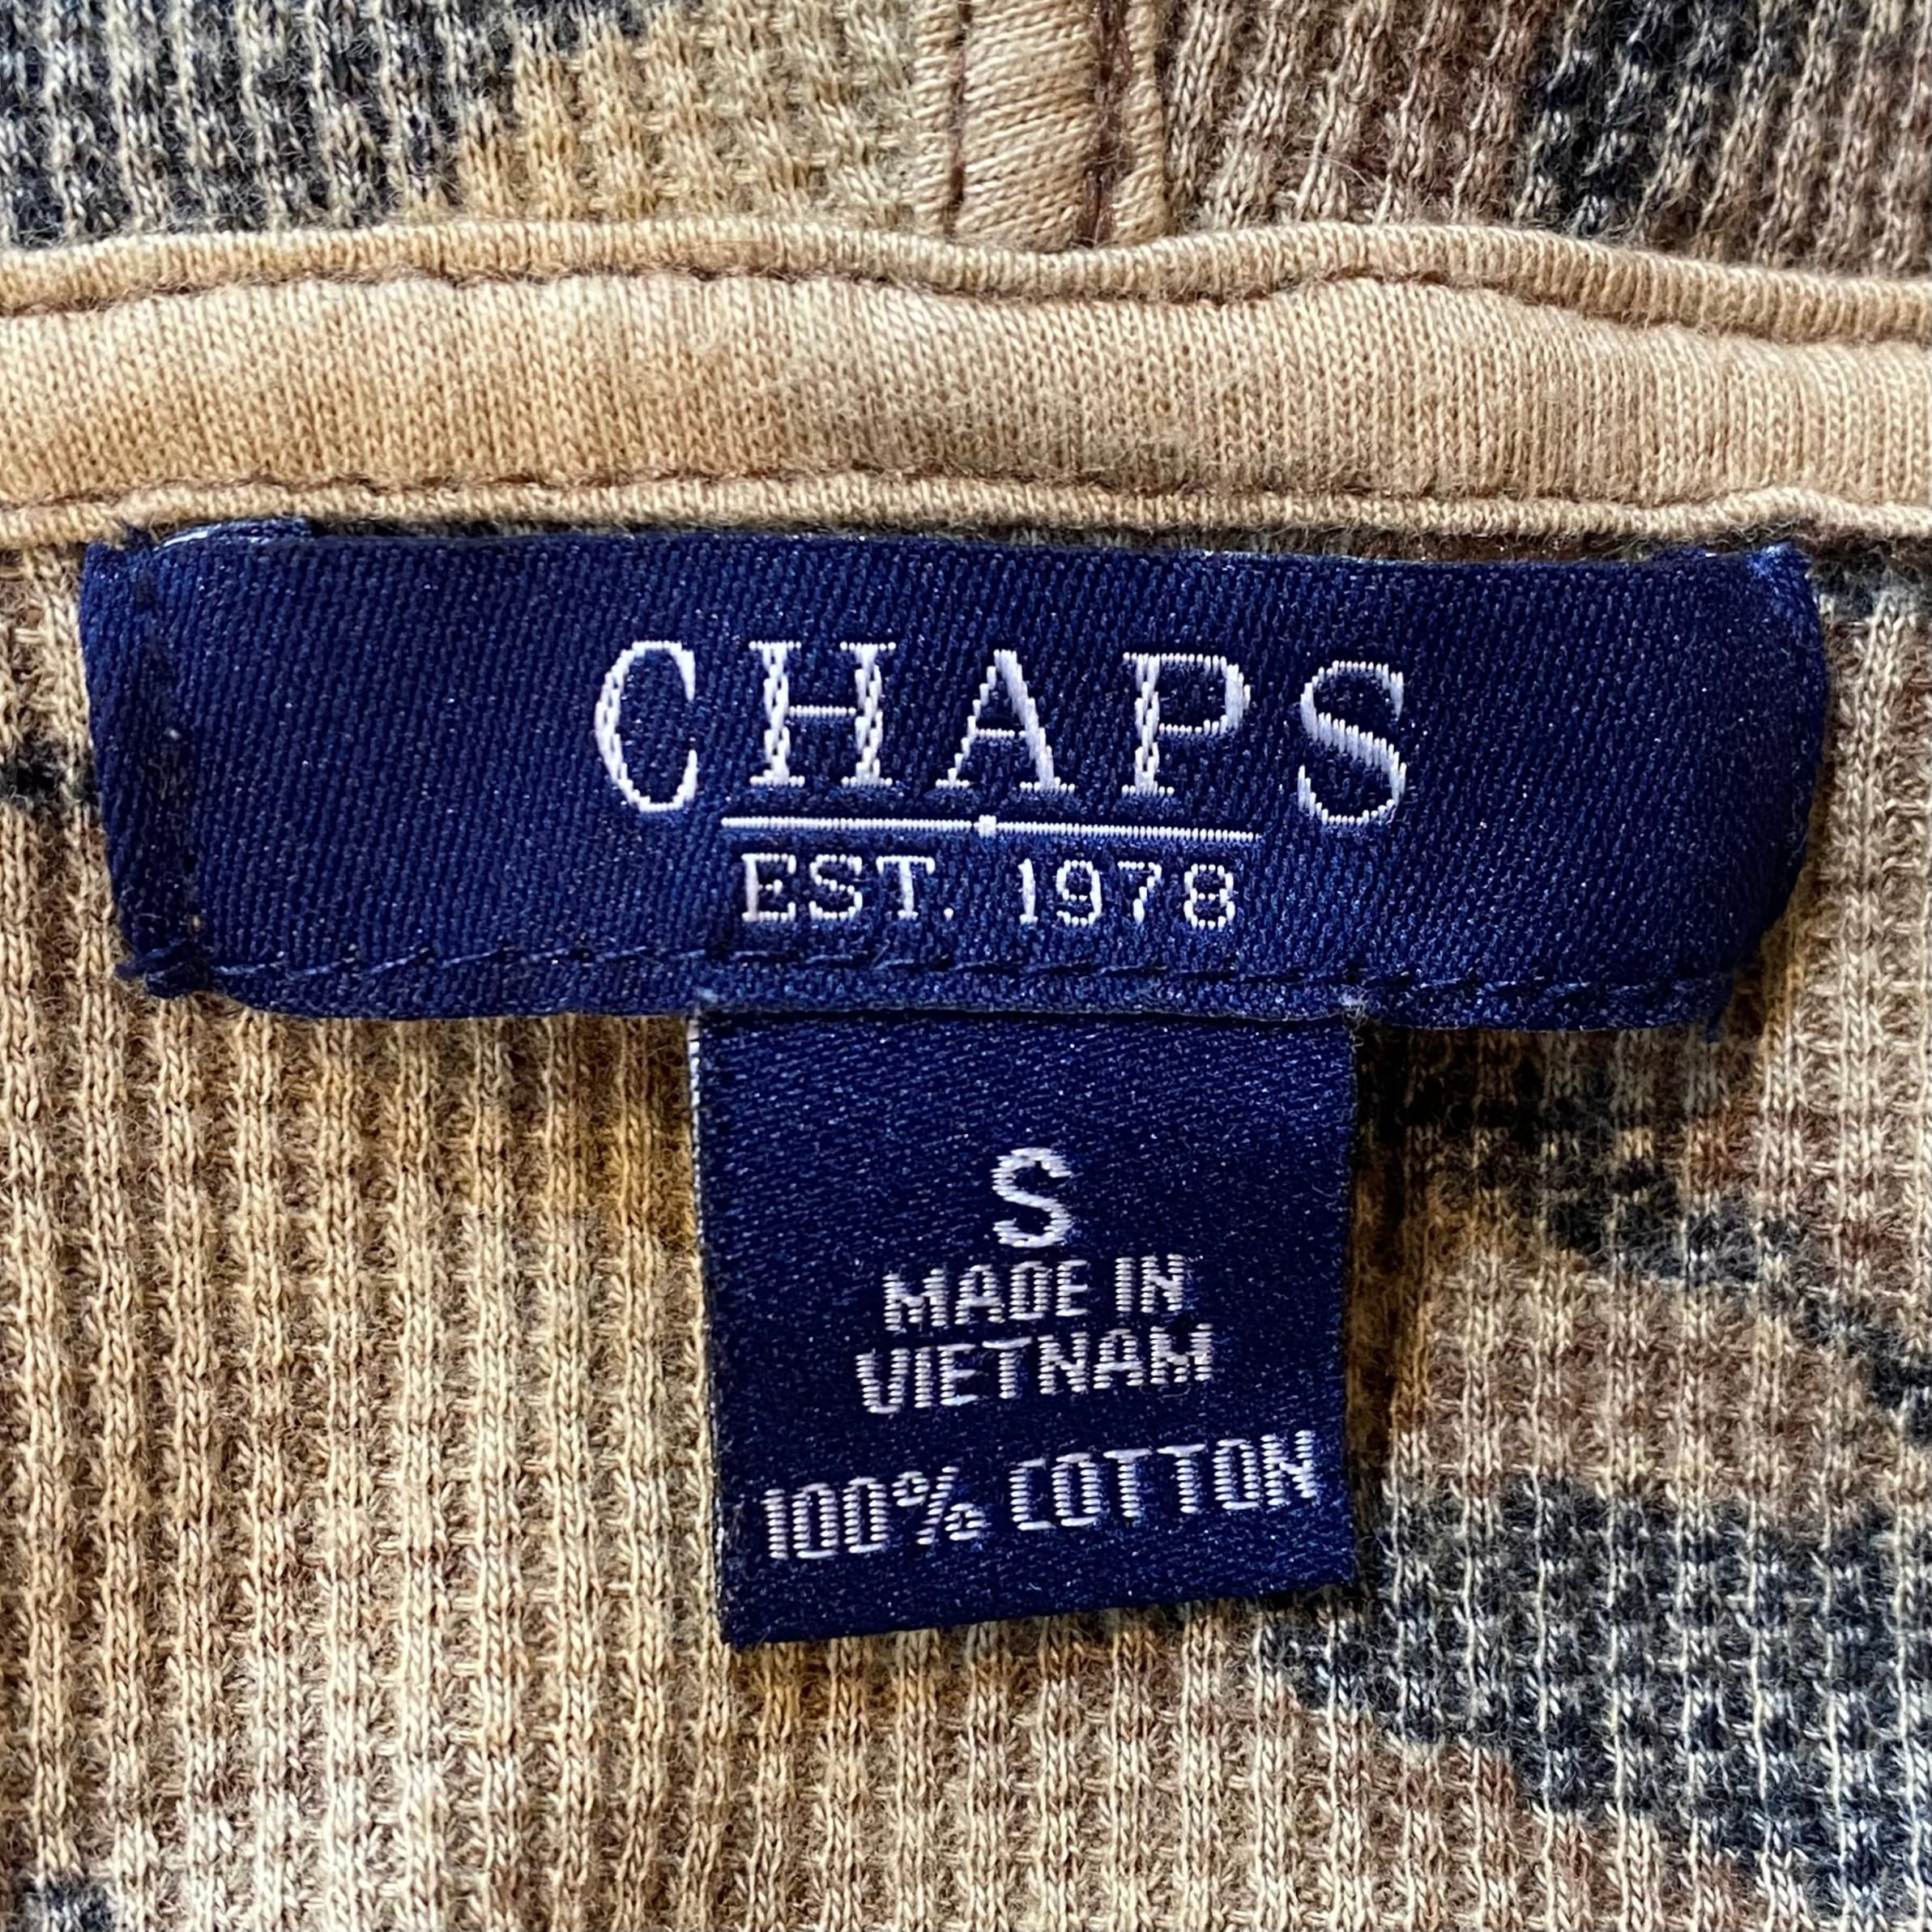 CHAPS
EST. 1978
S
MADE IN
VIETNAM
100% COTTON